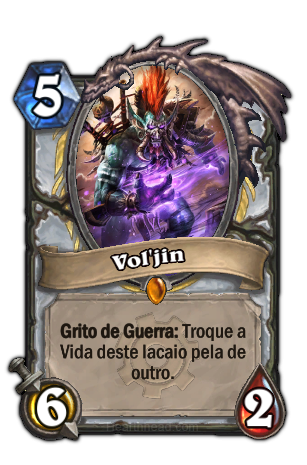 5
Vol'jin
Grito de Guerra: Troque a
Vida deste lacaio pela de
outro.
6
2